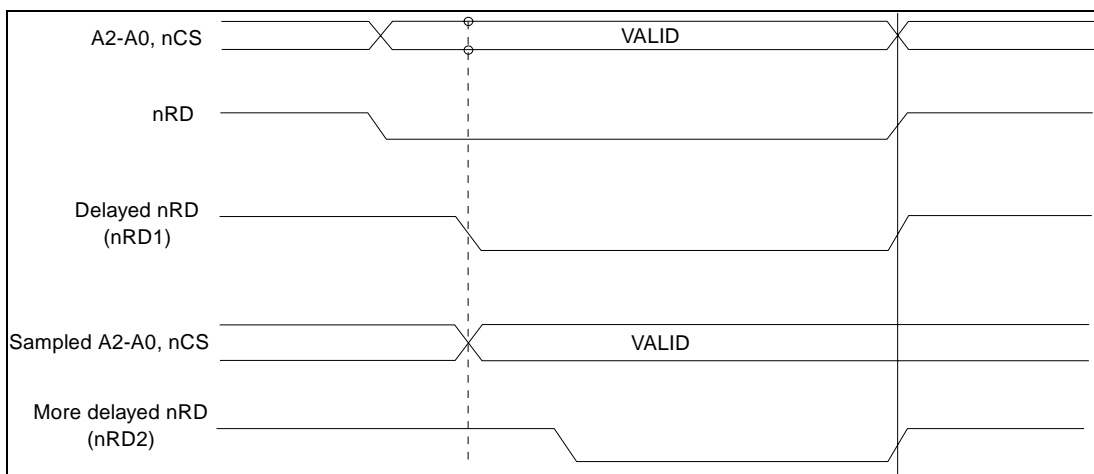 A2-A0, nCS
VALID
nRD
Delayed nRD
(nRD1)
Sampled A2-A0, nCS
VALID
More delayed nRD
(nRD2)